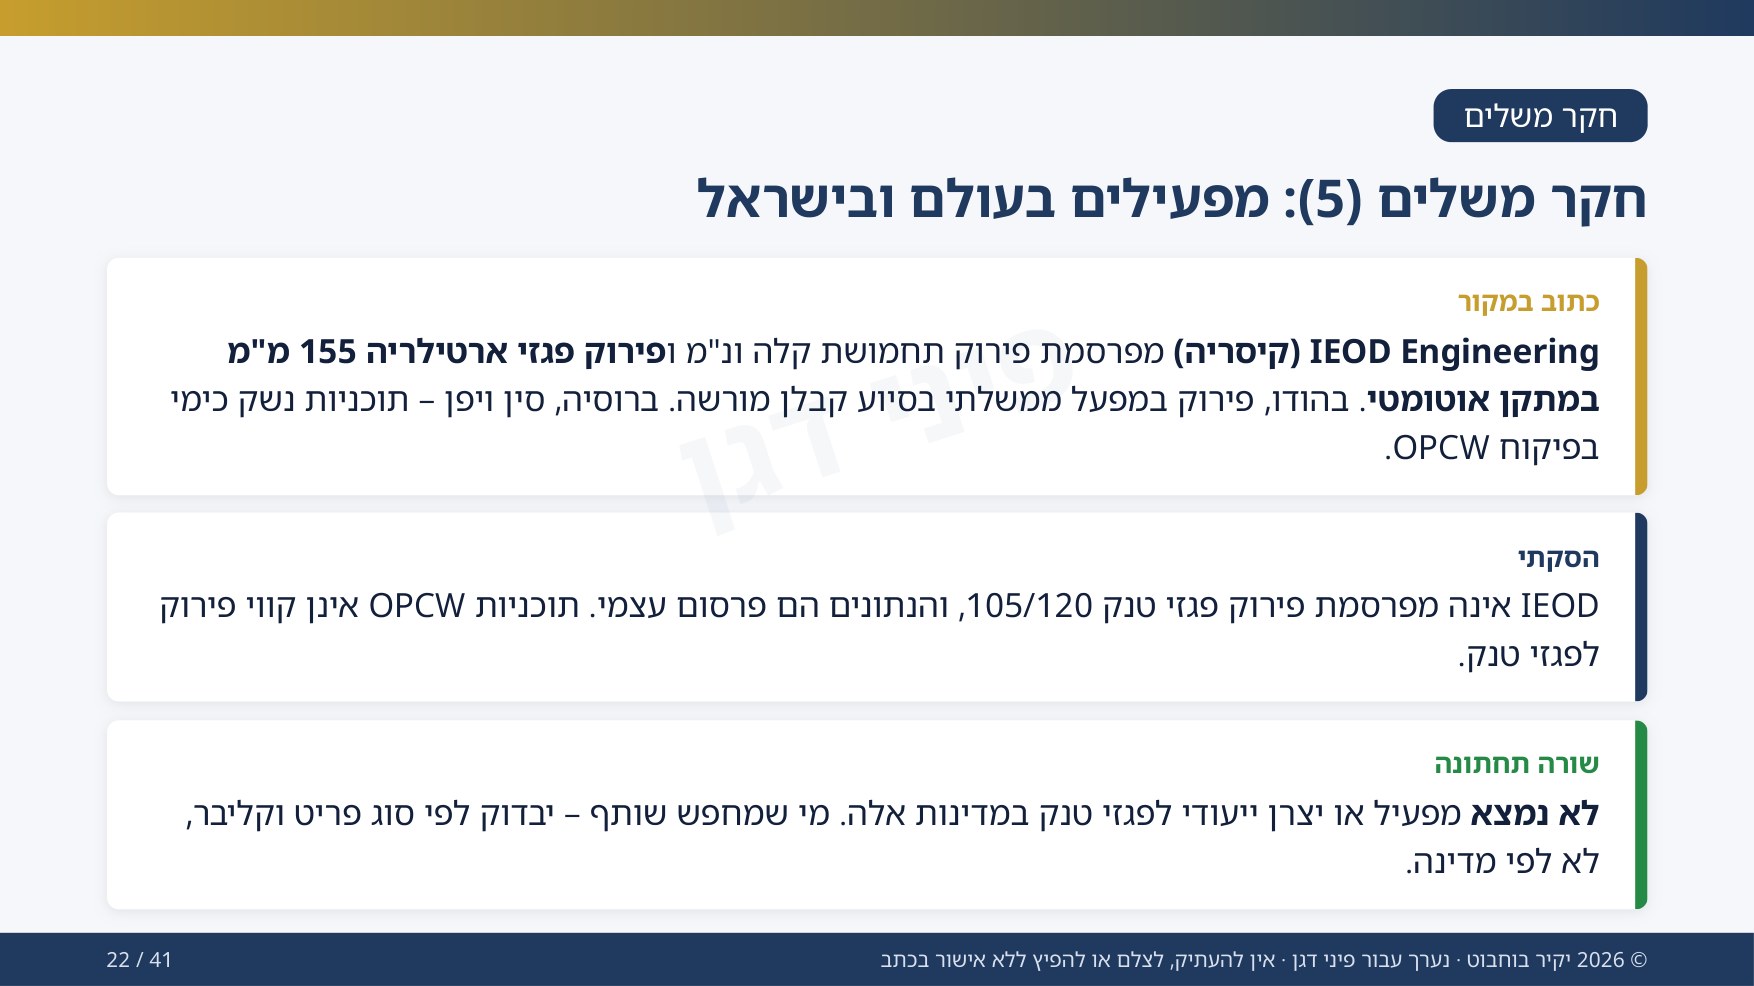 חקר משלים
חקר משלים (5): מפעילים בעולם ובישראל
כתוב במקור
IEOD Engineering (קיסריה) מפרסמת פירוק תחמושת קלה ונ"מ ופירוק פגזי ארטילריה 155 מ"מ
במתקן אוטומטי. בהודו, פירוק במפעל ממשלתי בסיוע קבלן מורשה. ברוסיה, סין ויפן – תוכניות נשק כימי
בפיקוח OPCW.
פיני דגן
הסקתי
IEOD אינה מפרסמת פירוק פגזי טנק 105/120, והנתונים הם פרסום עצמי. תוכניות OPCW אינן קווי פירוק
לפגזי טנק.
שורה תחתונה
לא נמצא מפעיל או יצרן ייעודי לפגזי טנק במדינות אלה. מי שמחפש שותף – יבדוק לפי סוג פריט וקליבר,
לא לפי מדינה.
© 2026 יקיר בוחבוט · נערך עבור פיני דגן · אין להעתיק, לצלם או להפיץ ללא אישור בכתב
22 / 41